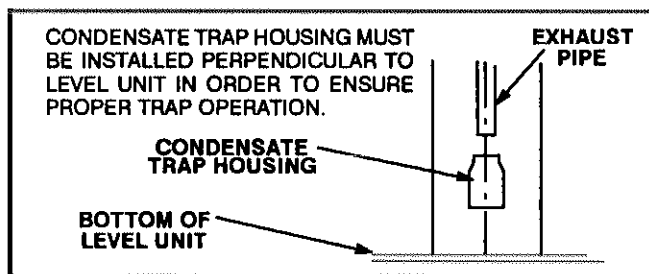 CONDENSATE TRAP HOUSING MUST
BE INSTALLED PERPENDICULAR TO
LEVEL UNIT IN ORDER TO ENSURE
PROPER TRAP OPERATION.
EXHAUST
PIPE
CONDENSATE
TRAP HOUSING
BOTTOM OF
LEVEL UNIT